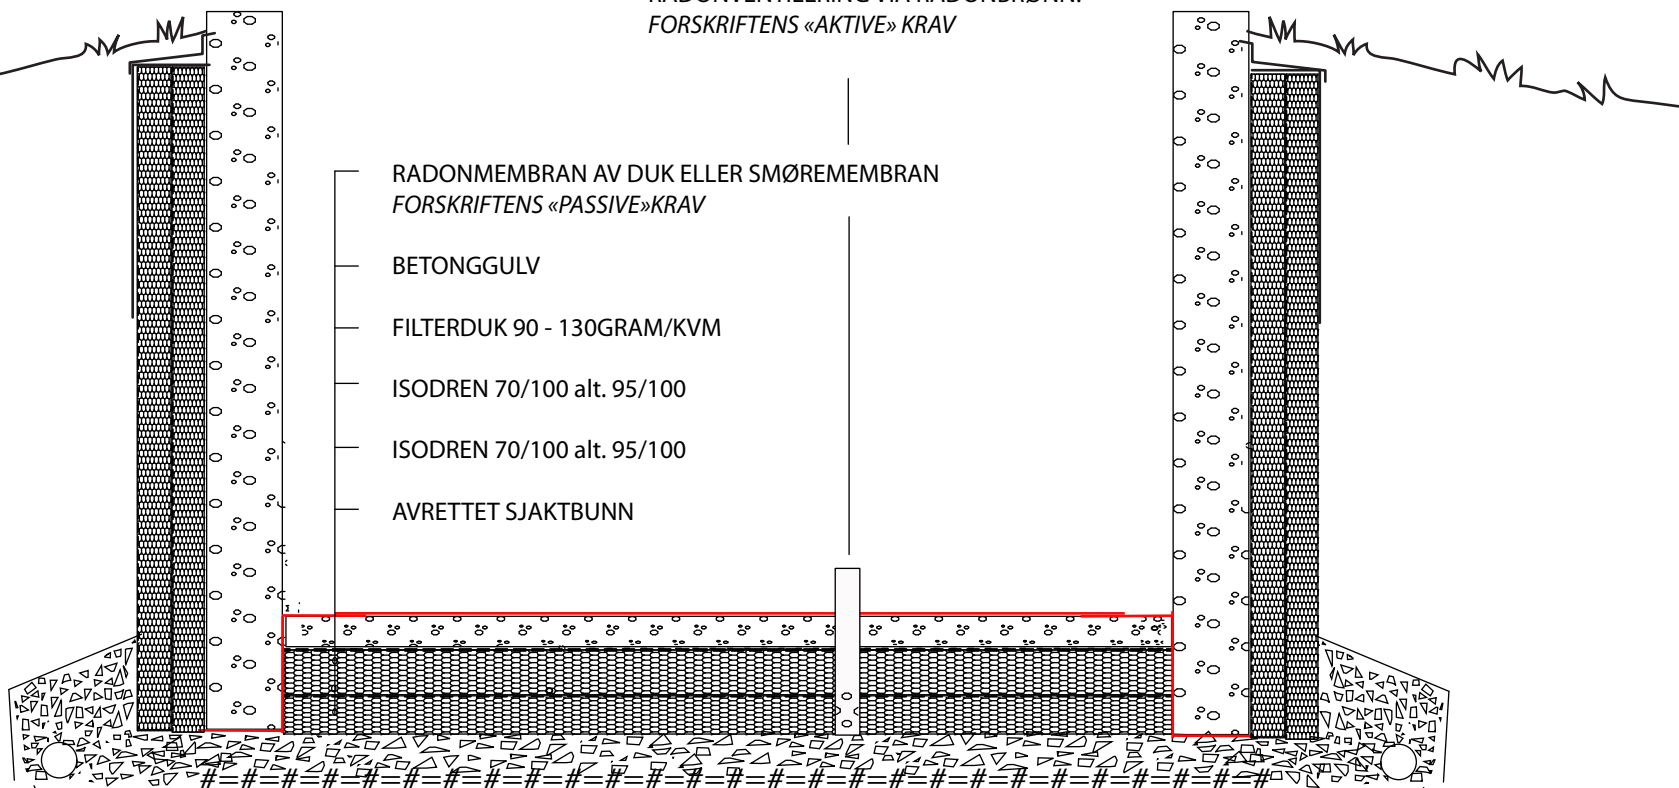 FORSKRIFTENS «AKTIVE» KRAV
RADONMEMBRAN AV DUK ELLER SMØREMEMBRAN
FORSKRIFTENS «PASSIVE»KRAV
BETONGGULV
FILTERDUK 90 - 130GRAM/KVM
ISODREN 70/100 alt. 95/100
ISODREN 70/100 alt. 95/100
AVRETTET SJAKTBUNN